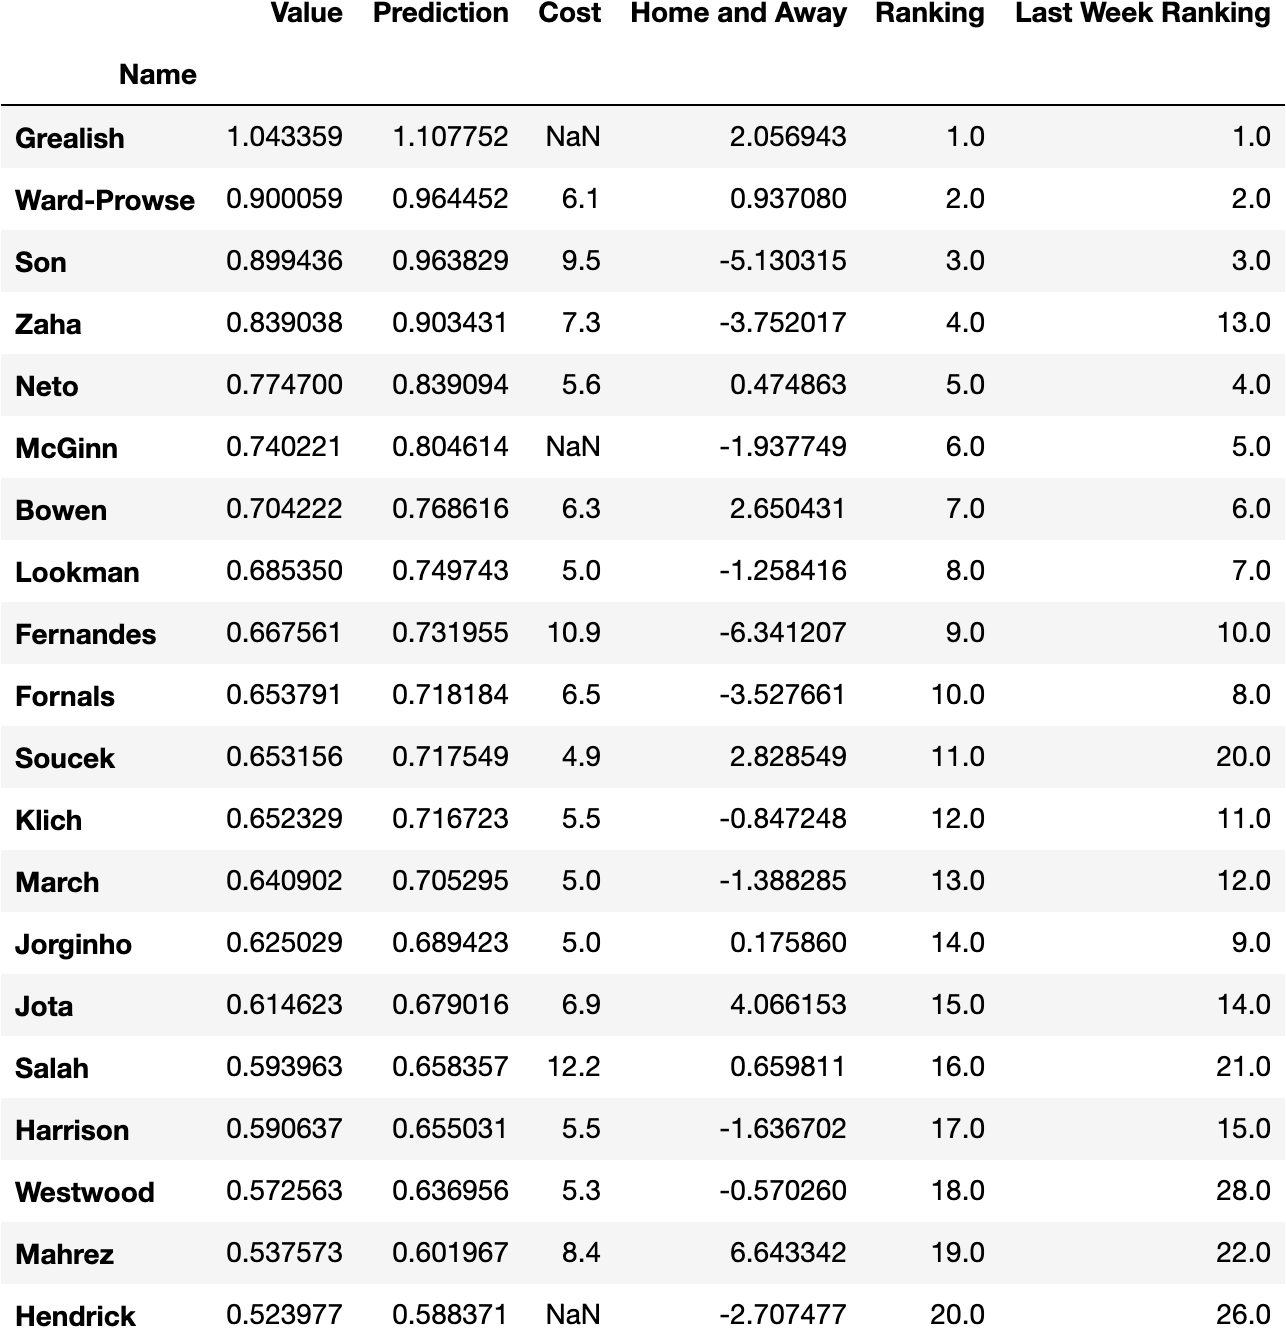 Value Prediction Cost Home and Away Ranking Last Week Ranking
Name
Grealish 1.043359 1.107752 NaN 2.056943 1.0 1.0
Ward-Prowse 0.900059 0.964452 6.1 0.937080 2.0 2.0
Son 0.899436 0.963829 9.5 -5.130315 3.0 3.0
Zaha 0.839038 0.903431 7.3 -3.752017 4.0 13.0
Neto 0.774700 0.839094 5.6 0.474863 5.0 4.0
McGinn 0.740221 0.804614 NaN -1.937749 6.0 5.0
Bowen 0.704222 0.768616 6.3 2.650431 7.0 6.0
Lookman 0.685350 0.749743 5.0 -1.258416 8.0 7.0
Fernandes 0.667561 0.731955 10.9 -6.341207 9.0 10.0
Fornals 0.653791 0.718184 6.5 -3.527661 10.0 8.0
Soucek 0.653156 0.717549 4.9 2.828549 11.0 20.0
Klich 0.652329 0.716723 5.5 -0.847248 12.0 11.0
March 0.640902 0.705295 5.0 -1.388285 13.0 12.0
Jorginho 0.625029 0.689423 5.0 0.175860 14.0 9.0
Jota 0.614623 0.679016 6.9 4.066153 15.0 14.0
Salah 0.593963 0.658357 12.2 0.659811 16.0 21.0
Harrison 0.590637 0.655031 5.5 -1.636702 17.0 15.0
Westwood 0.572563 0.636956 5.3 -0.570260 18.0 28.0
Mahrez 0.537573 0.601967 8.4 6.643342 19.0 22.0
Hendrick 0.523977 0.588371 NaN -2.707477 20.0 26.0